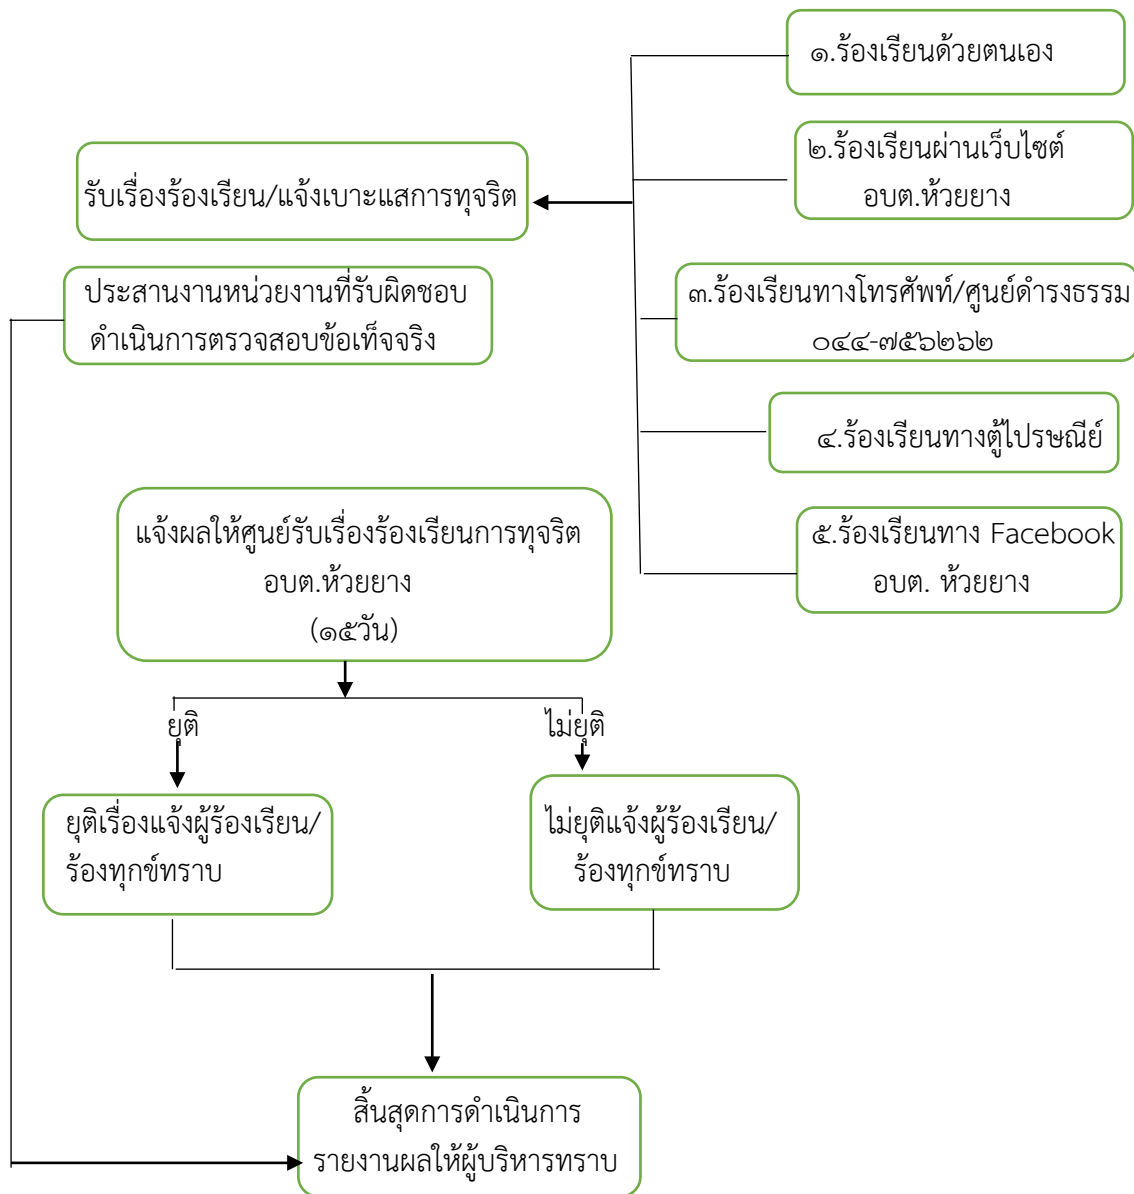 ๑.ร้องเรียนด้วยตนเอง
๒.ร้องเรียนผ่านเว็บไซต์
อบต.ห้วยยาง
รับเรื่องร้องเรียน/แจ้งเบาะแสการทุจริต
๓.ร้องเรียนทางโทรศัพท์/ศูนย์ดำรงธรรม
๐๔๔-๗๕๖๒๖๒
ประสานงานหน่วยงานที่รับผิดชอบ
ดำเนินการตรวจสอบข้อเท็จจริง
๔.ร้องเรียนทางตู้ไปรษณีย์
๕.ร้องเรียนทาง Facebook
อบต. ห้วยยาง
แจ้งผลให้ศูนย์รับเรื่องร้องเรียนการทุจริต
อบต.ห้วยยาง
(๑๕วัน)
ยุติ
ไม่ยุติ
ยุติเรื่องแจ้งผู้ร้องเรียน/
ร้องทุกข์ทราบ
ไม่ยุติแจ้งผู้ร้องเรียน/
ร้องทุกข์ทราบ
สิ้นสุดการดำเนินการ
รายงานผลให้ผู้บริหารทราบ